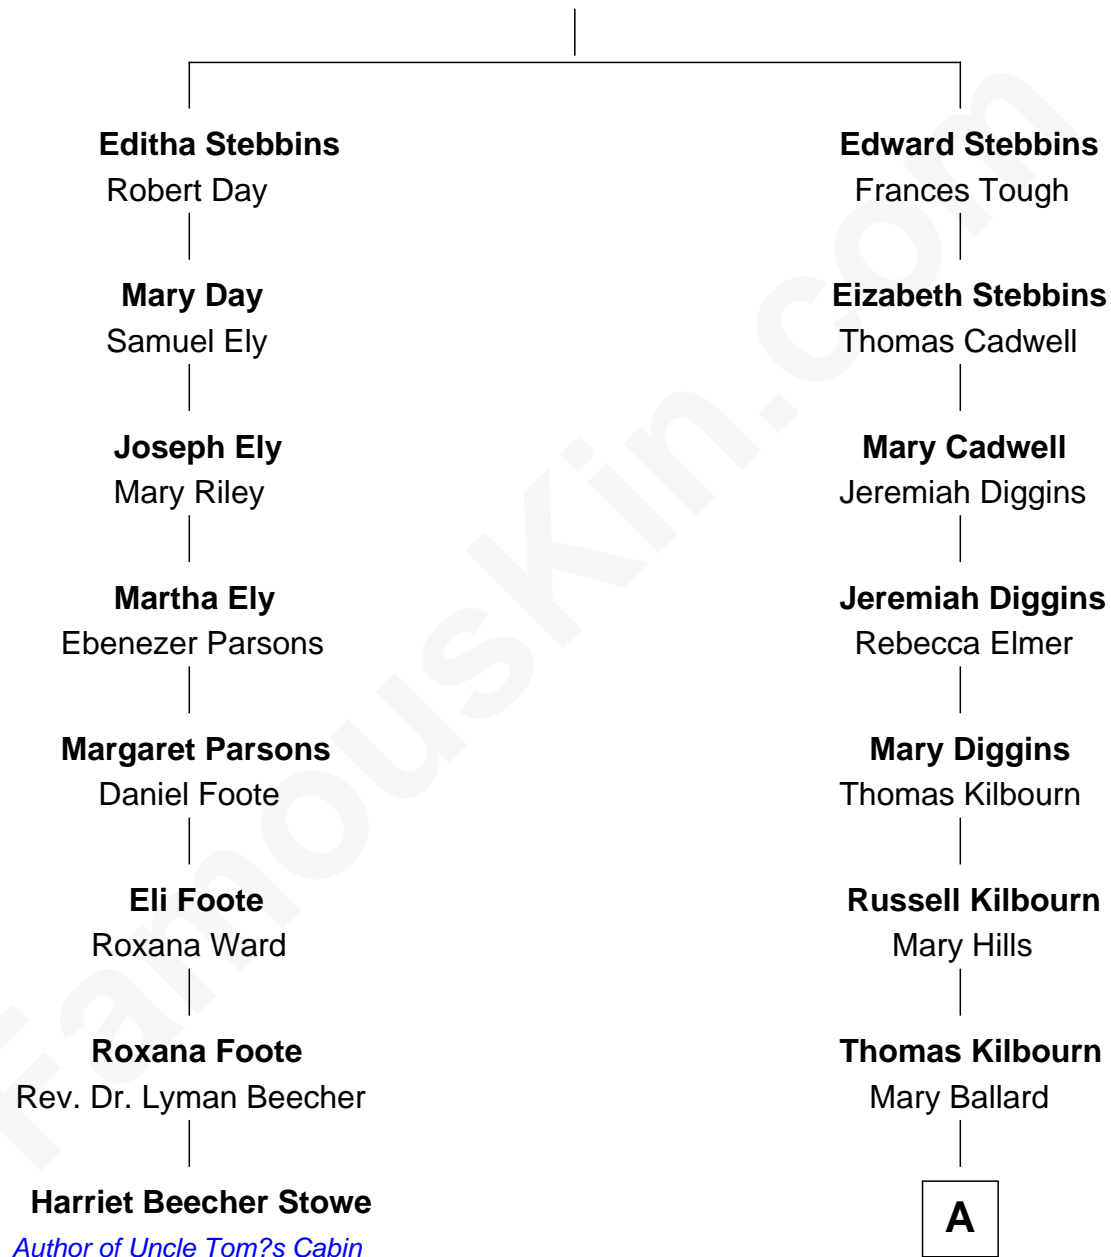 Editha Stebbins
Robert Day
Edward Stebbins
Frances Tough
Mary Day
Samuel Ely
Eizabeth Stebbins
Thomas Cadwell
Joseph Ely
Mary Riley
Mary Cadwell
Jeremiah Diggins
Martha Ely
Ebenezer Parsons
Jeremiah Diggins
Rebecca Elmer
Margaret Parsons
Daniel Foote
Mary Diggins
Thomas Kilbourn
Eli Foote
Roxana Ward
Russell Kilbourn
Mary Hills
Roxana Foote
Rev. Dr. Lyman Beecher
Thomas Kilbourn
Mary Ballard
Harriet Beecher Stowe
Author of Uncle Tom?s Cabin
A
FamousKin.com